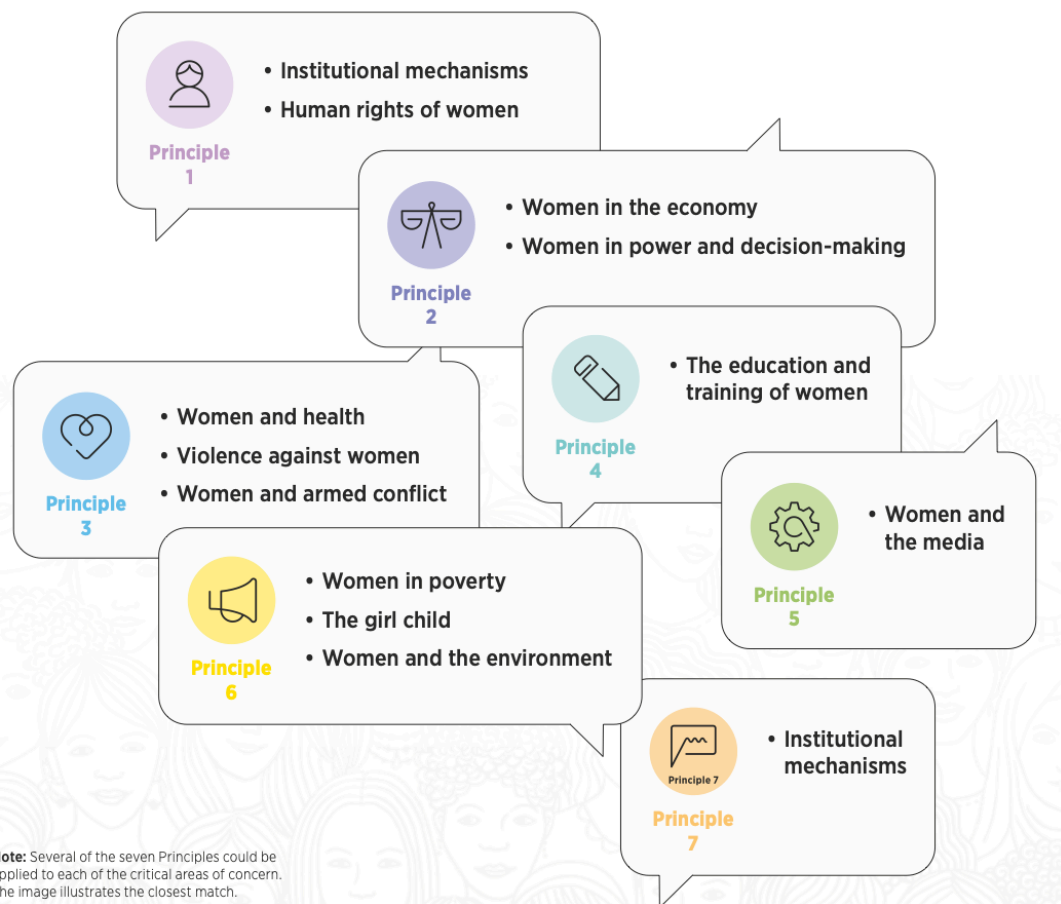 • Institutional mechanisms
• Human rights of women
Principle
1
• Women in the economy
• Women in power and decision-making
Principle
2
• The education and
training of women
Principle
4
• Women and health
• Violence against women
• Women and armed conflict
Principle
3
• Women and
the media
Principle
5
• Women in poverty
• The girl child
• Women and the environment
Principle
6
Principle 7
• Institutional
mechanisms
Principle
7
ote: Several of the seven Principles could be
pplied to each of the critical areas of concern.
he image illustrates the closest match.